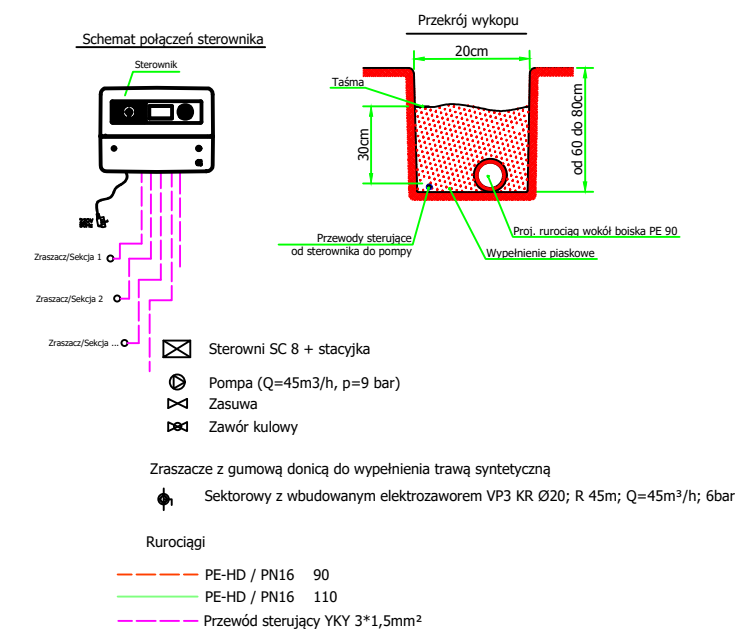 Schemat połączeń sterownika
Sterownik
Zraszacz/Sekcja 1
Zraszacz/Sekcja 2
Zraszacz/Sekcja ...
Przekrój wykopu
20cm
Taśma
30cm
od 60 do 80cm
Przewody sterujące
od sterownika do pompy
Proj. rurociąg wokół boiska PE 90
Wypełnienie piaskowe
Sterowni SC 8 + stacyjka
Pompa (Q=45m3/h, p=9 bar)
Zasuwa
Zawór kulowy
Zraszacze z gumową donicą do wypełnienia trawą syntetyczną
Sektorowy z wbudowanym elektrozaworem VP3 KR Ø20; R 45m; Q=45m³/h; 6bar
Rurociągi
PE-HD / PN16 90
PE-HD / PN16 110
Przewód sterujący YKY 3*1,5mm²